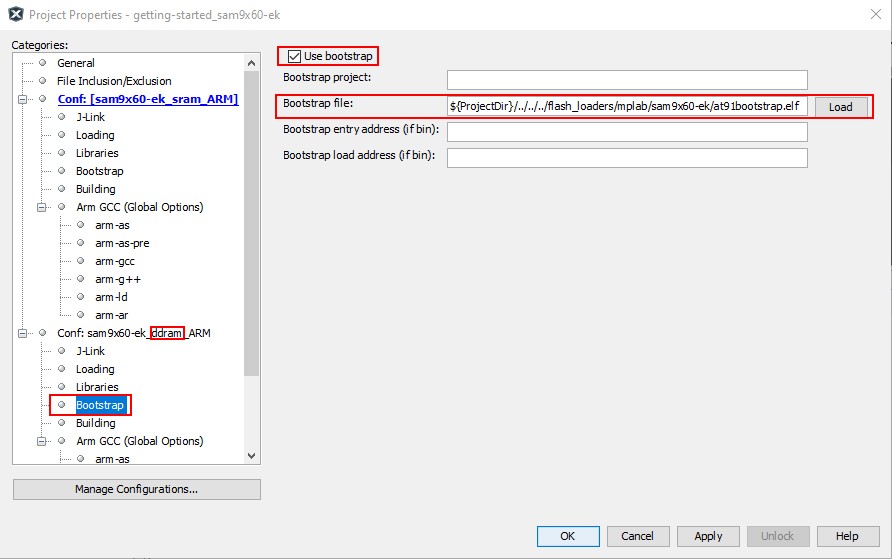 Project Properties - getting-started_sam9x60-ek
Categories:
General
File Inclusion/Exclusion
Conf: [sam9x60-ek_sram_ARM]
J-Link
Loading
Libraries
Bootstrap
Building
Arm GCC (Global Options)
arm-as
arm-as-pre
arm-gcc
arm-g++
arm-ld
arm-ar
Conf: sam9x60-ek_ddram_ARM
J-Link
Loading
Libraries
Bootstrap
Building
Arm GCC (Global Options)
arm-as
Manage Configurations...
Use bootstrap
Bootstrap project:
Bootstrap file: ${ProjectDir}/../../../flash_loaders/mplab/sam9x60-ek/at91bootstrap.elf Load
Bootstrap entry address (if bin):
Bootstrap load address (if bin):
OK Cancel Apply Unlock Help